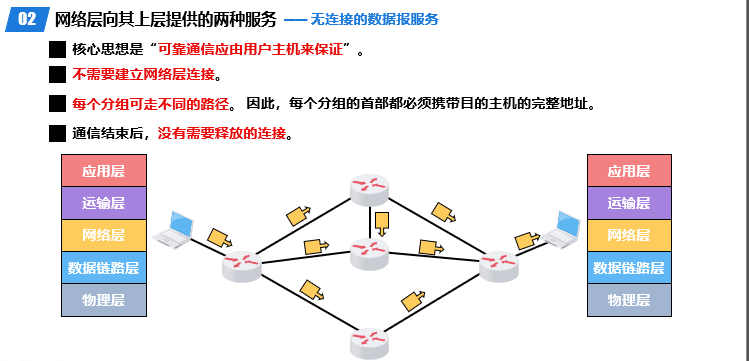 02 网络层向其上层提供的两种服务 —— 无连接的数据报服务
核心思想是“可靠通信应由用户主机来保证”。
不需要建立网络层连接。
每个分组可走不同的路径。因此，每个分组的首部都必须携带目的主机的完整地址。
通信结束后，没有需要释放的连接。
应用层
运输层
网络层
数据链路层
物理层
应用层
运输层
网络层
数据链路层
物理层